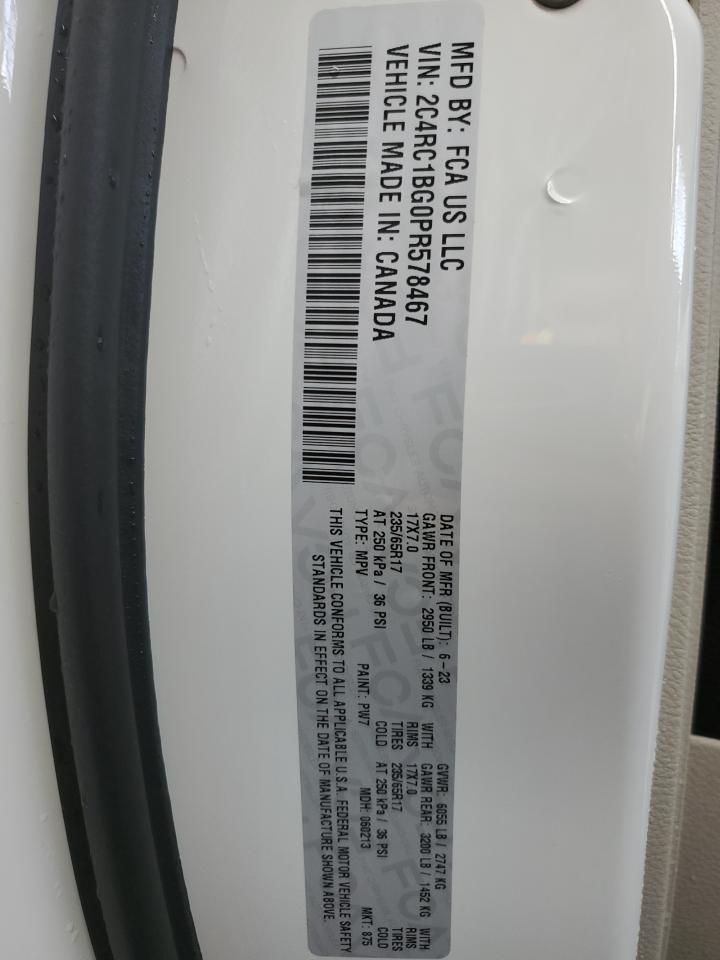 MFD BY: FCA US LLC
VIN: 2C4RC1BG0PR578467
VEHICLE MADE IN: CANADA
DATE OF MFR (BUILT): 6-23 GVWR: 6055 LB / 2747 KG
GAWR FRONT: 2950 LB / 1339 KG WITH GAWR REAR: 3200 LB / 1452 KG WITH
17X7.0 RIMS 17X7.0 RIMS
235/65R17 TIRES 235/65R17 TIRES
AT 250 kPa / 36 PSI COLD AT 250 kPa / 36 PSI COLD
TYPE: MPV PAINT: PW7 MDH: 060213 MKT: 875
THIS VEHICLE CONFORMS TO ALL APPLICABLE U.S.A. FEDERAL MOTOR VEHICLE SAFETY
STANDARDS IN EFFECT ON THE DATE OF MANUFACTURE SHOWN ABOVE.